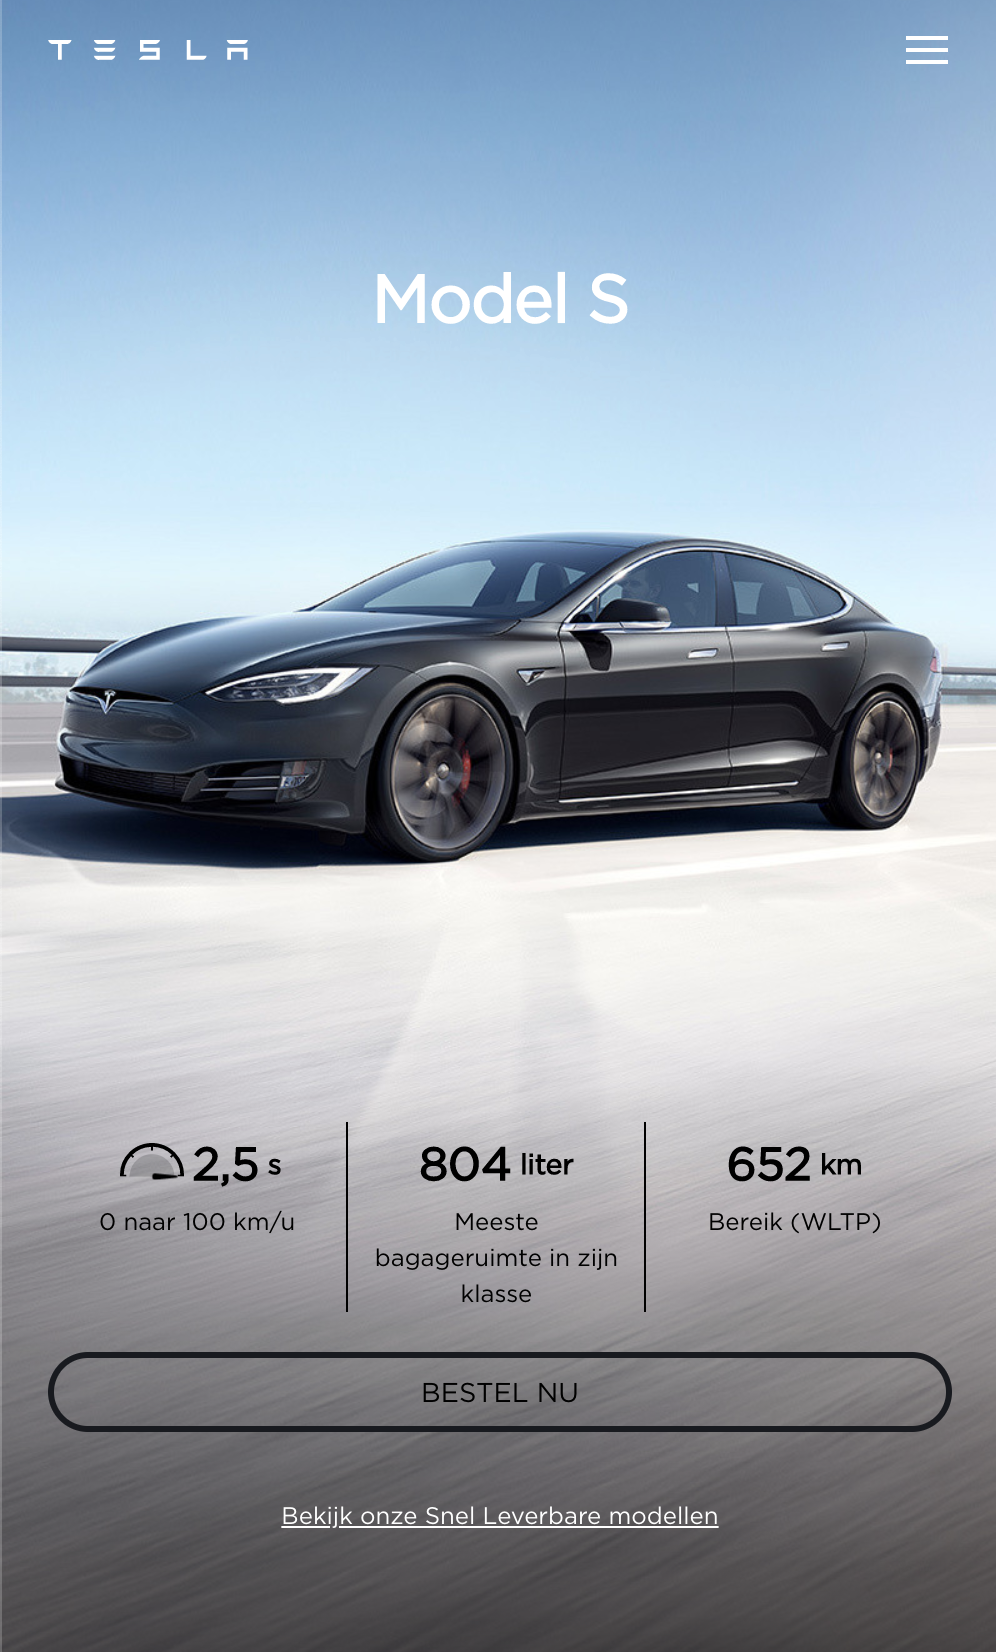 TESLA
Model S
2,5 s
804 liter
652 km
0 naar 100 km/u
Meeste
bagageruimte in zijn
klasse
Bereik (WLTP)
BESTEL NU
Bekijk onze Snel Leverbare modellen